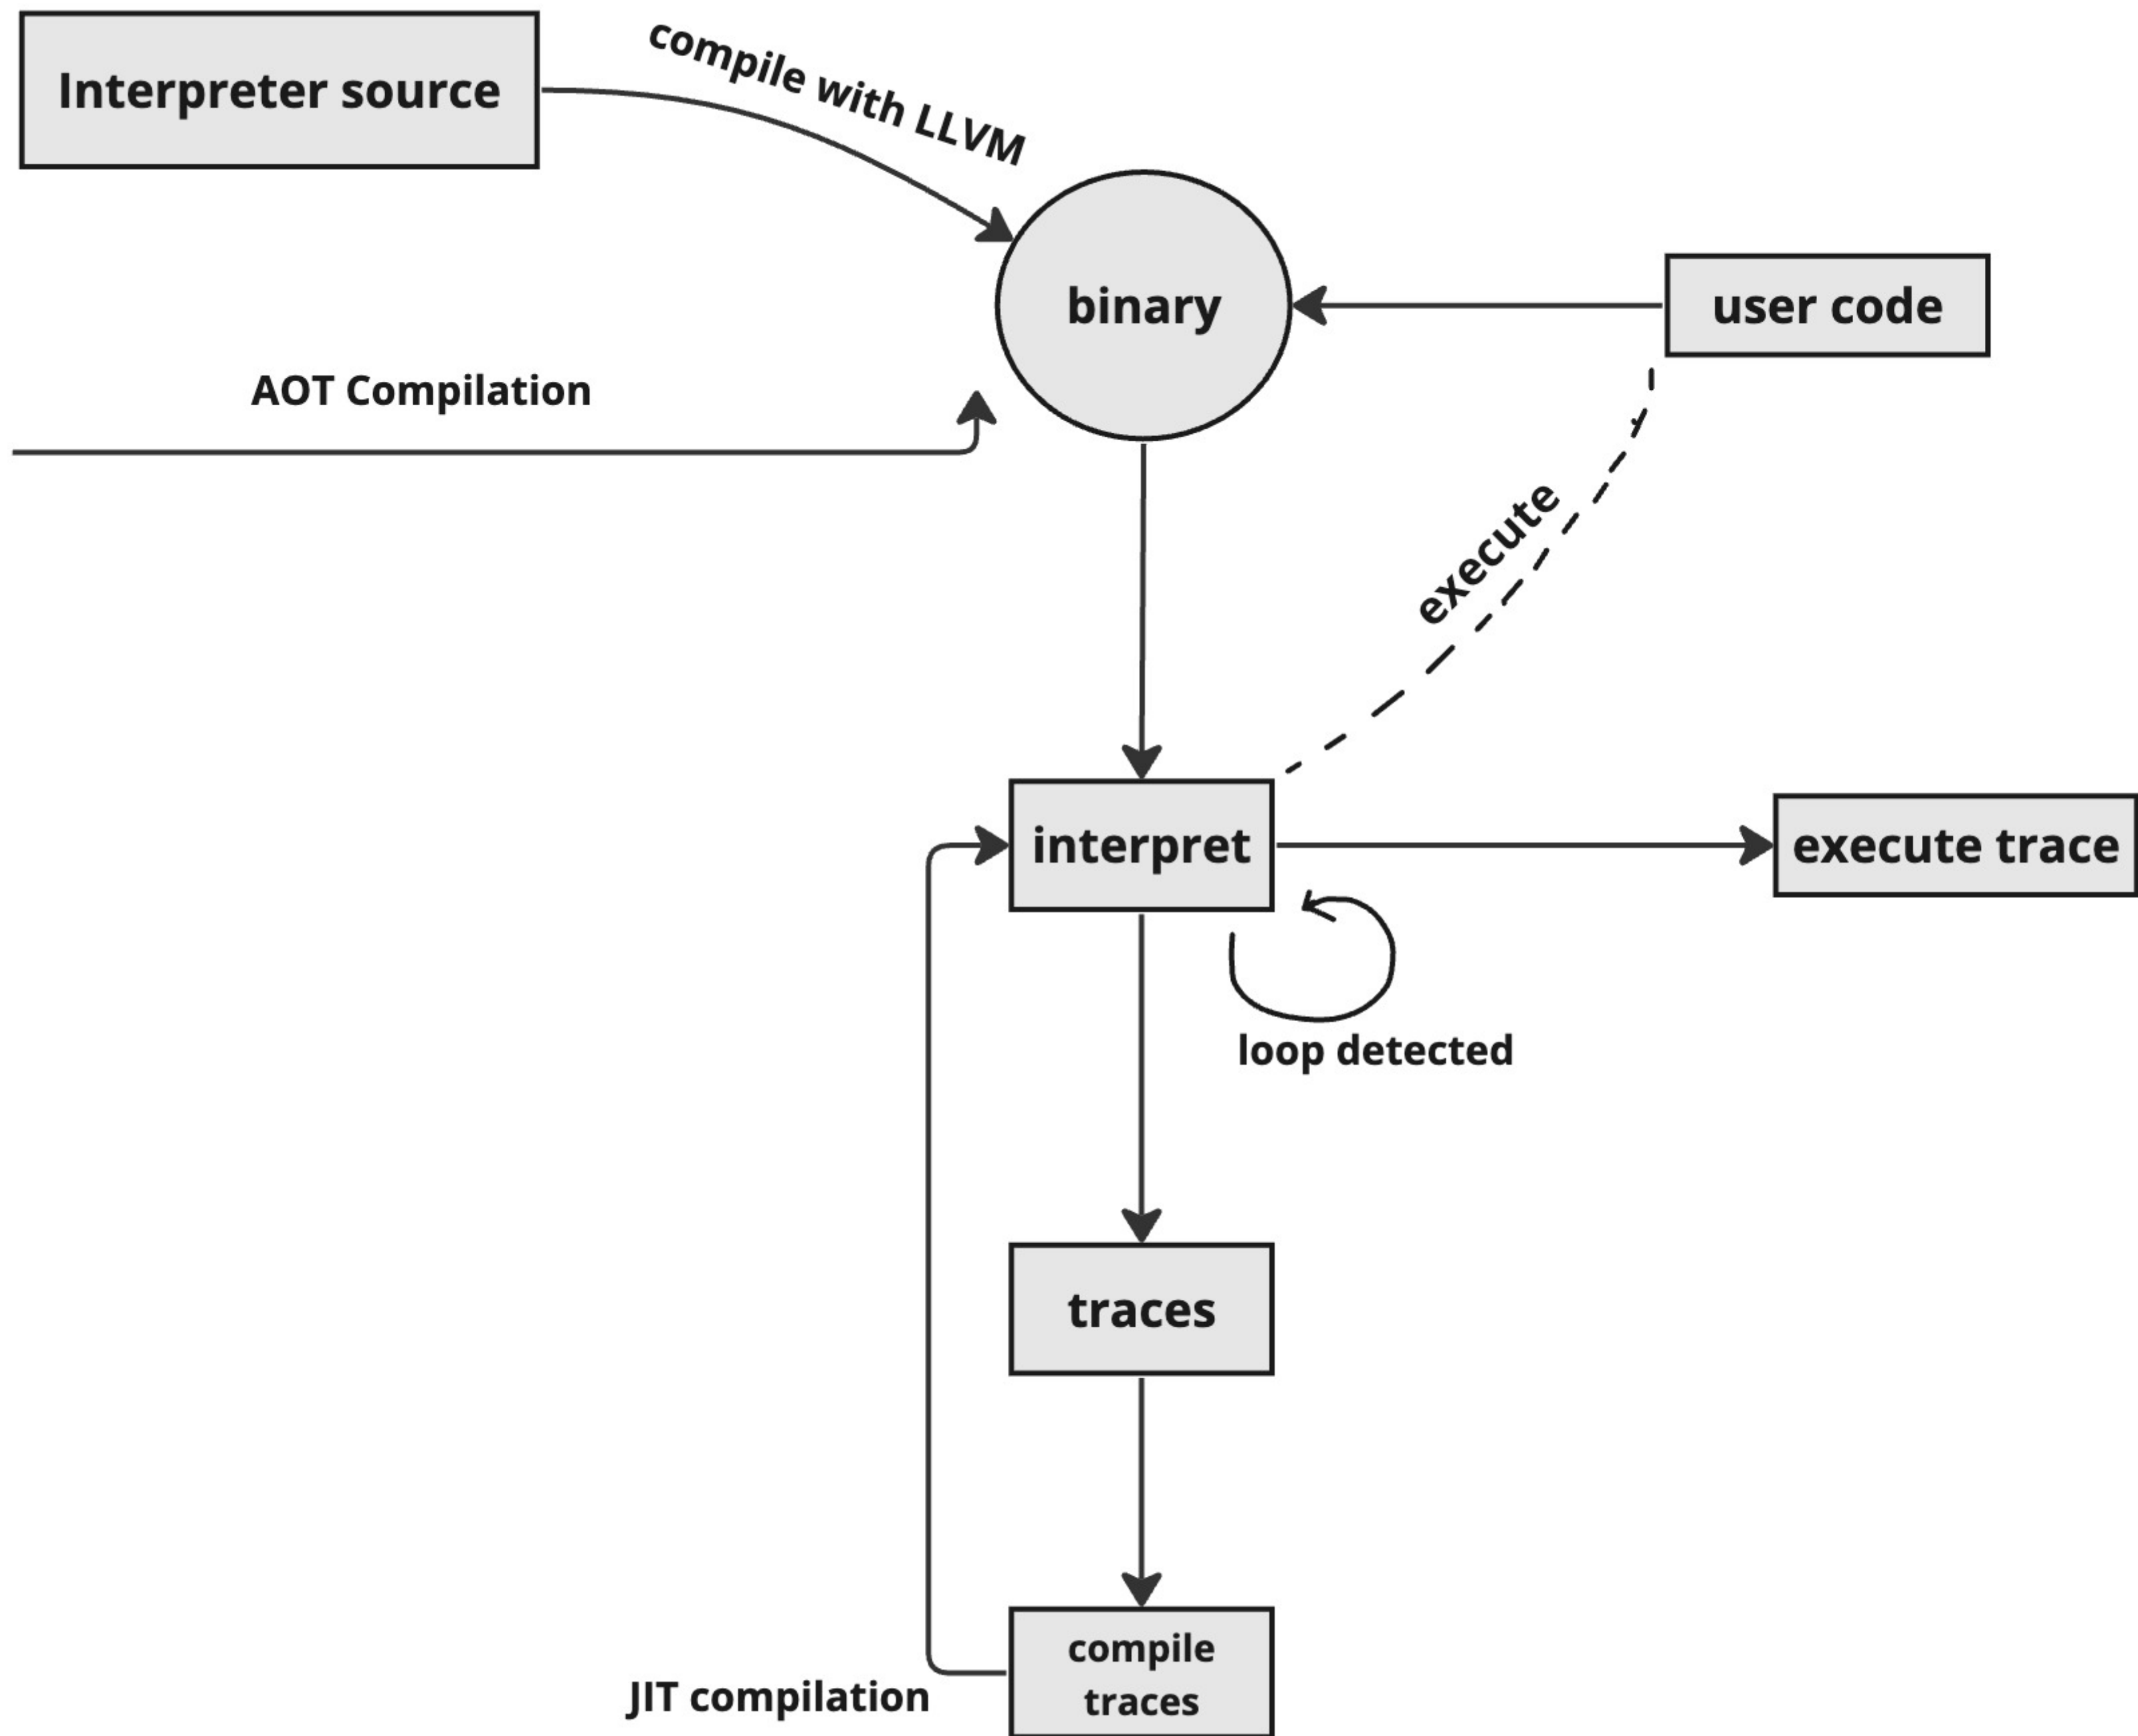 Interpreter source
compile with LLVM
binary
user code
AOT Compilation
execute
interpret
execute trace
loop detected
traces
compile
traces
JIT compilation